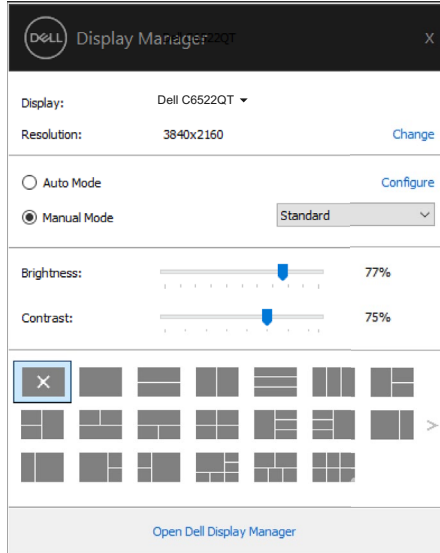 DELL Display Manager X
Display: Dell C6522QT
Resolution: 3840x2160 Change
Auto Mode Configure
Manual Mode Standard
Brightness: 77%
Contrast: 75%
Open Dell Display Manager